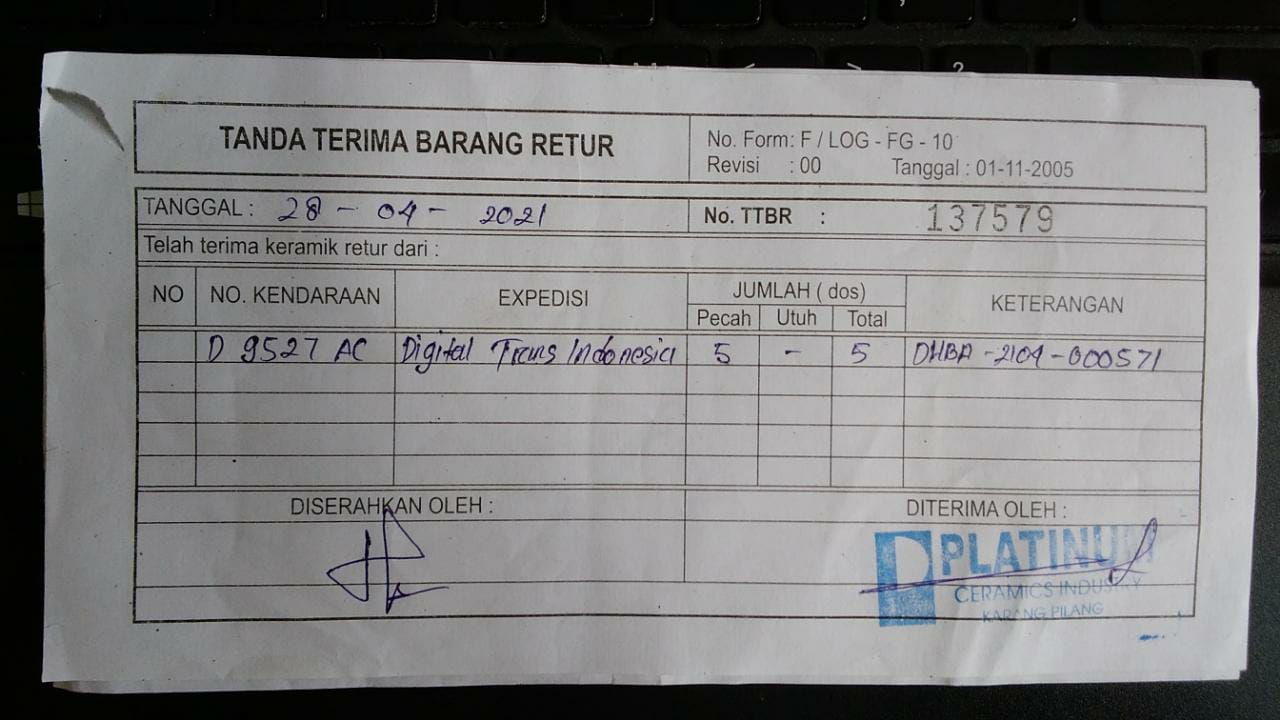 TANDA TERIMA BARANG RETUR
No. Form: F / LOG - FG - 10
Revisi : 00 Tanggal : 01-11-2005
TANGGAL : 28 - 04 - 2021 No. TTBR : 137579
Telah terima keramik retur dari :
NO NO. KENDARAAN EXPEDISI JUMLAH ( dos) KETERANGAN
Pecah Utuh Total
D 9527 AC Digital Trans Indonesia 5 - 5 DHBA - 2104 - 000571
DISERAHKAN OLEH : DITERIMA OLEH :
PLATINUM
CERAMICS INDUSTRY
KARANG PILANG